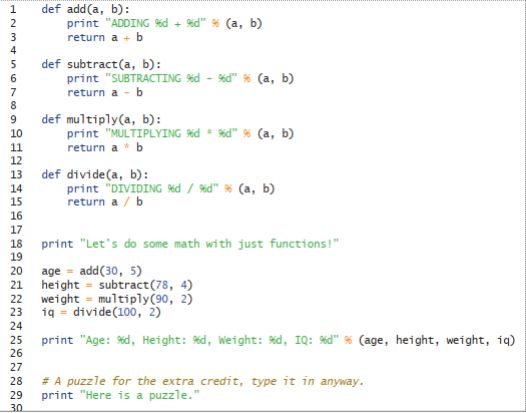 1 def add(a, b):
2 print "ADDING %d + %d" % (a, b)
3 return a + b
4
5 def subtract(a, b):
6 print "SUBTRACTING %d - %d" % (a, b)
7 return a - b
8
9 def multiply(a, b):
10 print "MULTIPLYING %d * %d" % (a, b)
11 return a * b
12
13 def divide(a, b):
14 print "DIVIDING %d / %d" % (a, b)
15 return a / b
16
17
18 print "Let's do some math with just functions!"
19
20 age = add(30, 5)
21 height = subtract(78, 4)
22 weight = multiply(90, 2)
23 iq = divide(100, 2)
24
25 print "Age: %d, Height: %d, Weight: %d, IQ: %d" % (age, height, weight, iq)
26
27
28 # A puzzle for the extra credit, type it in anyway.
29 print "Here is a puzzle."
30